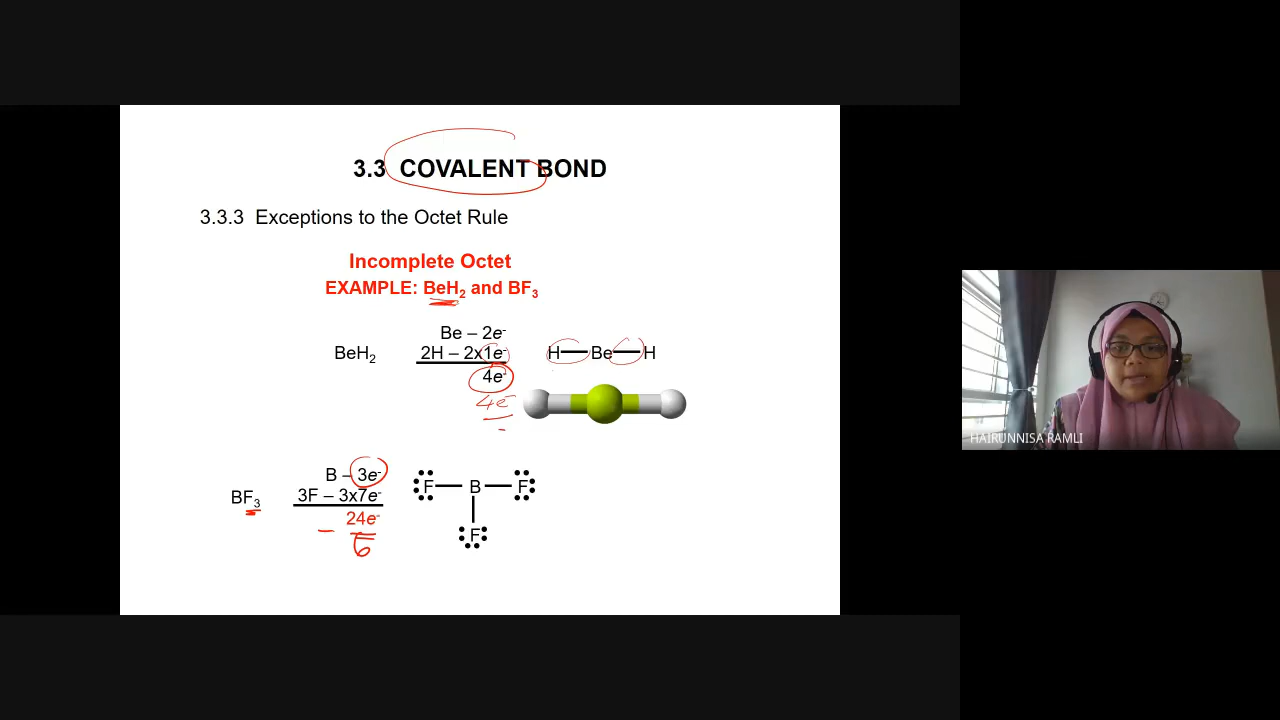 3.3 COVALENT BOND
3.3.3 Exceptions to the Octet Rule
Incomplete Octet
EXAMPLE: BeH₂ and BF₃
Be – 2e⁻
BeH₂ 2H – 2x1e⁻ H Be H
4e⁻
4e⁻
B – 3e⁻
BF₃ 3F – 3x7e⁻ F B F
24e⁻
– 6
F
HAIRUNNISA RAMLI